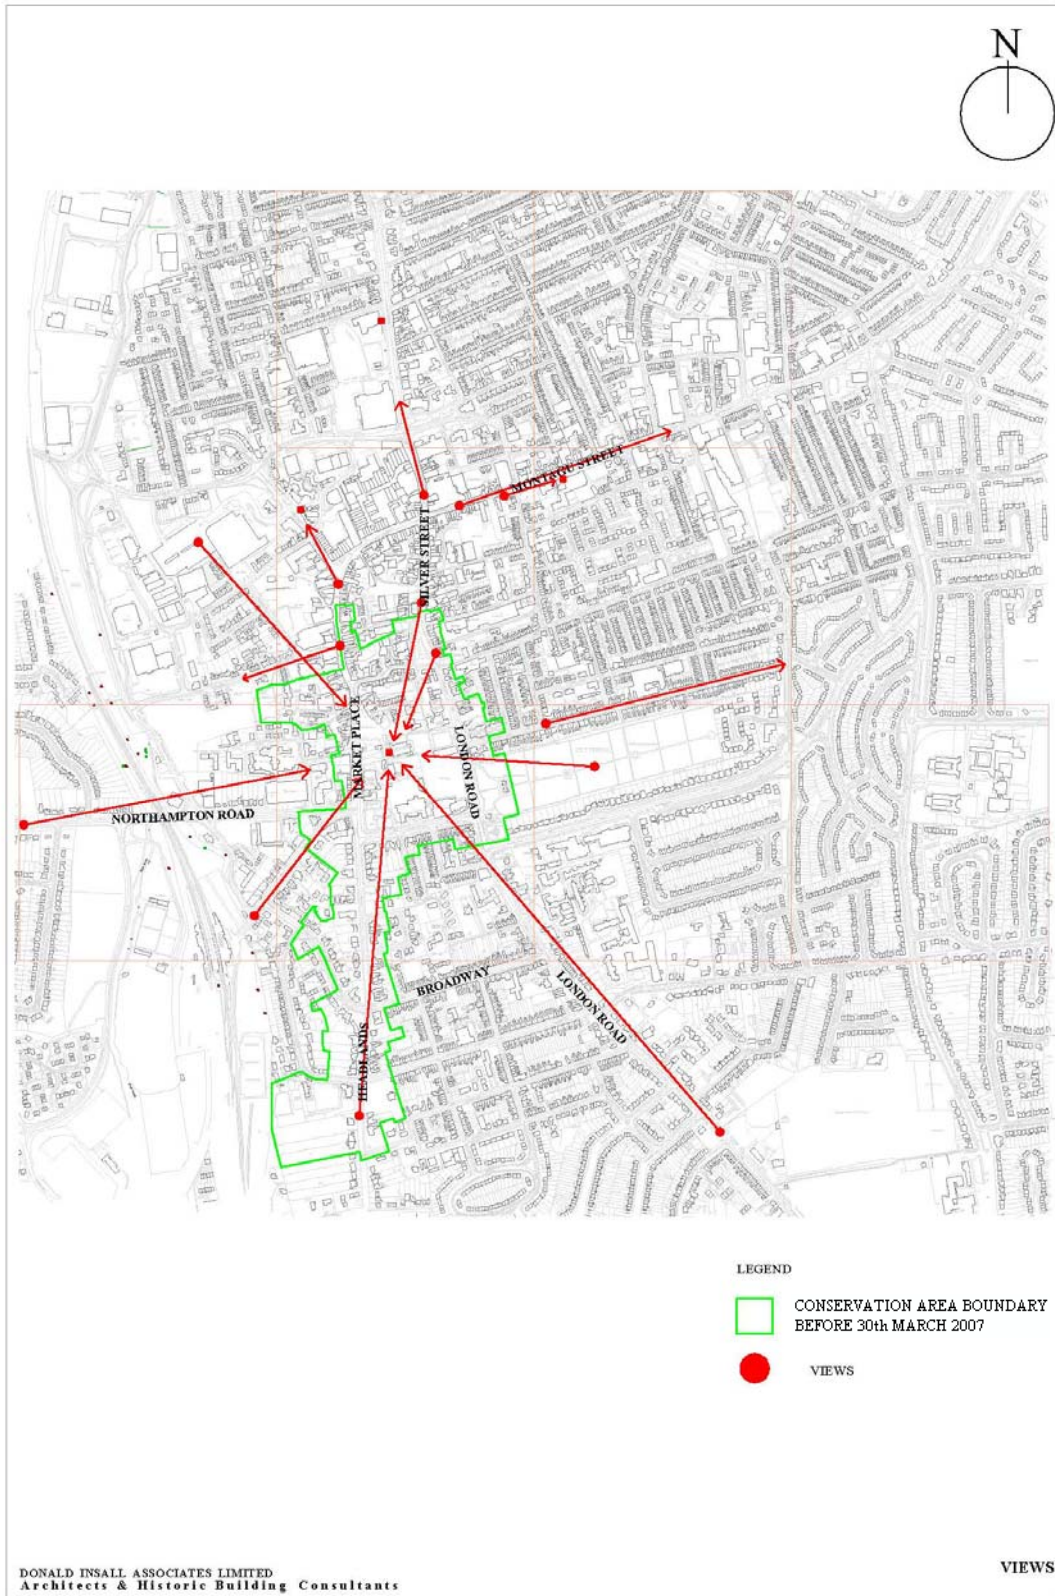 N
MONTAGU STREET
SILVER STREET
MARKET PLACE
LONDON ROAD
NORTHAMPTON ROAD
BROADWAY
LONDON ROAD
HEADLANDS
LEGEND
CONSERVATION AREA BOUNDARY
BEFORE 30th MARCH 2007
VIEWS
VIEWS
DONALD INSALL ASSOCIATES LIMITED
Architects & Historic Building Consultants